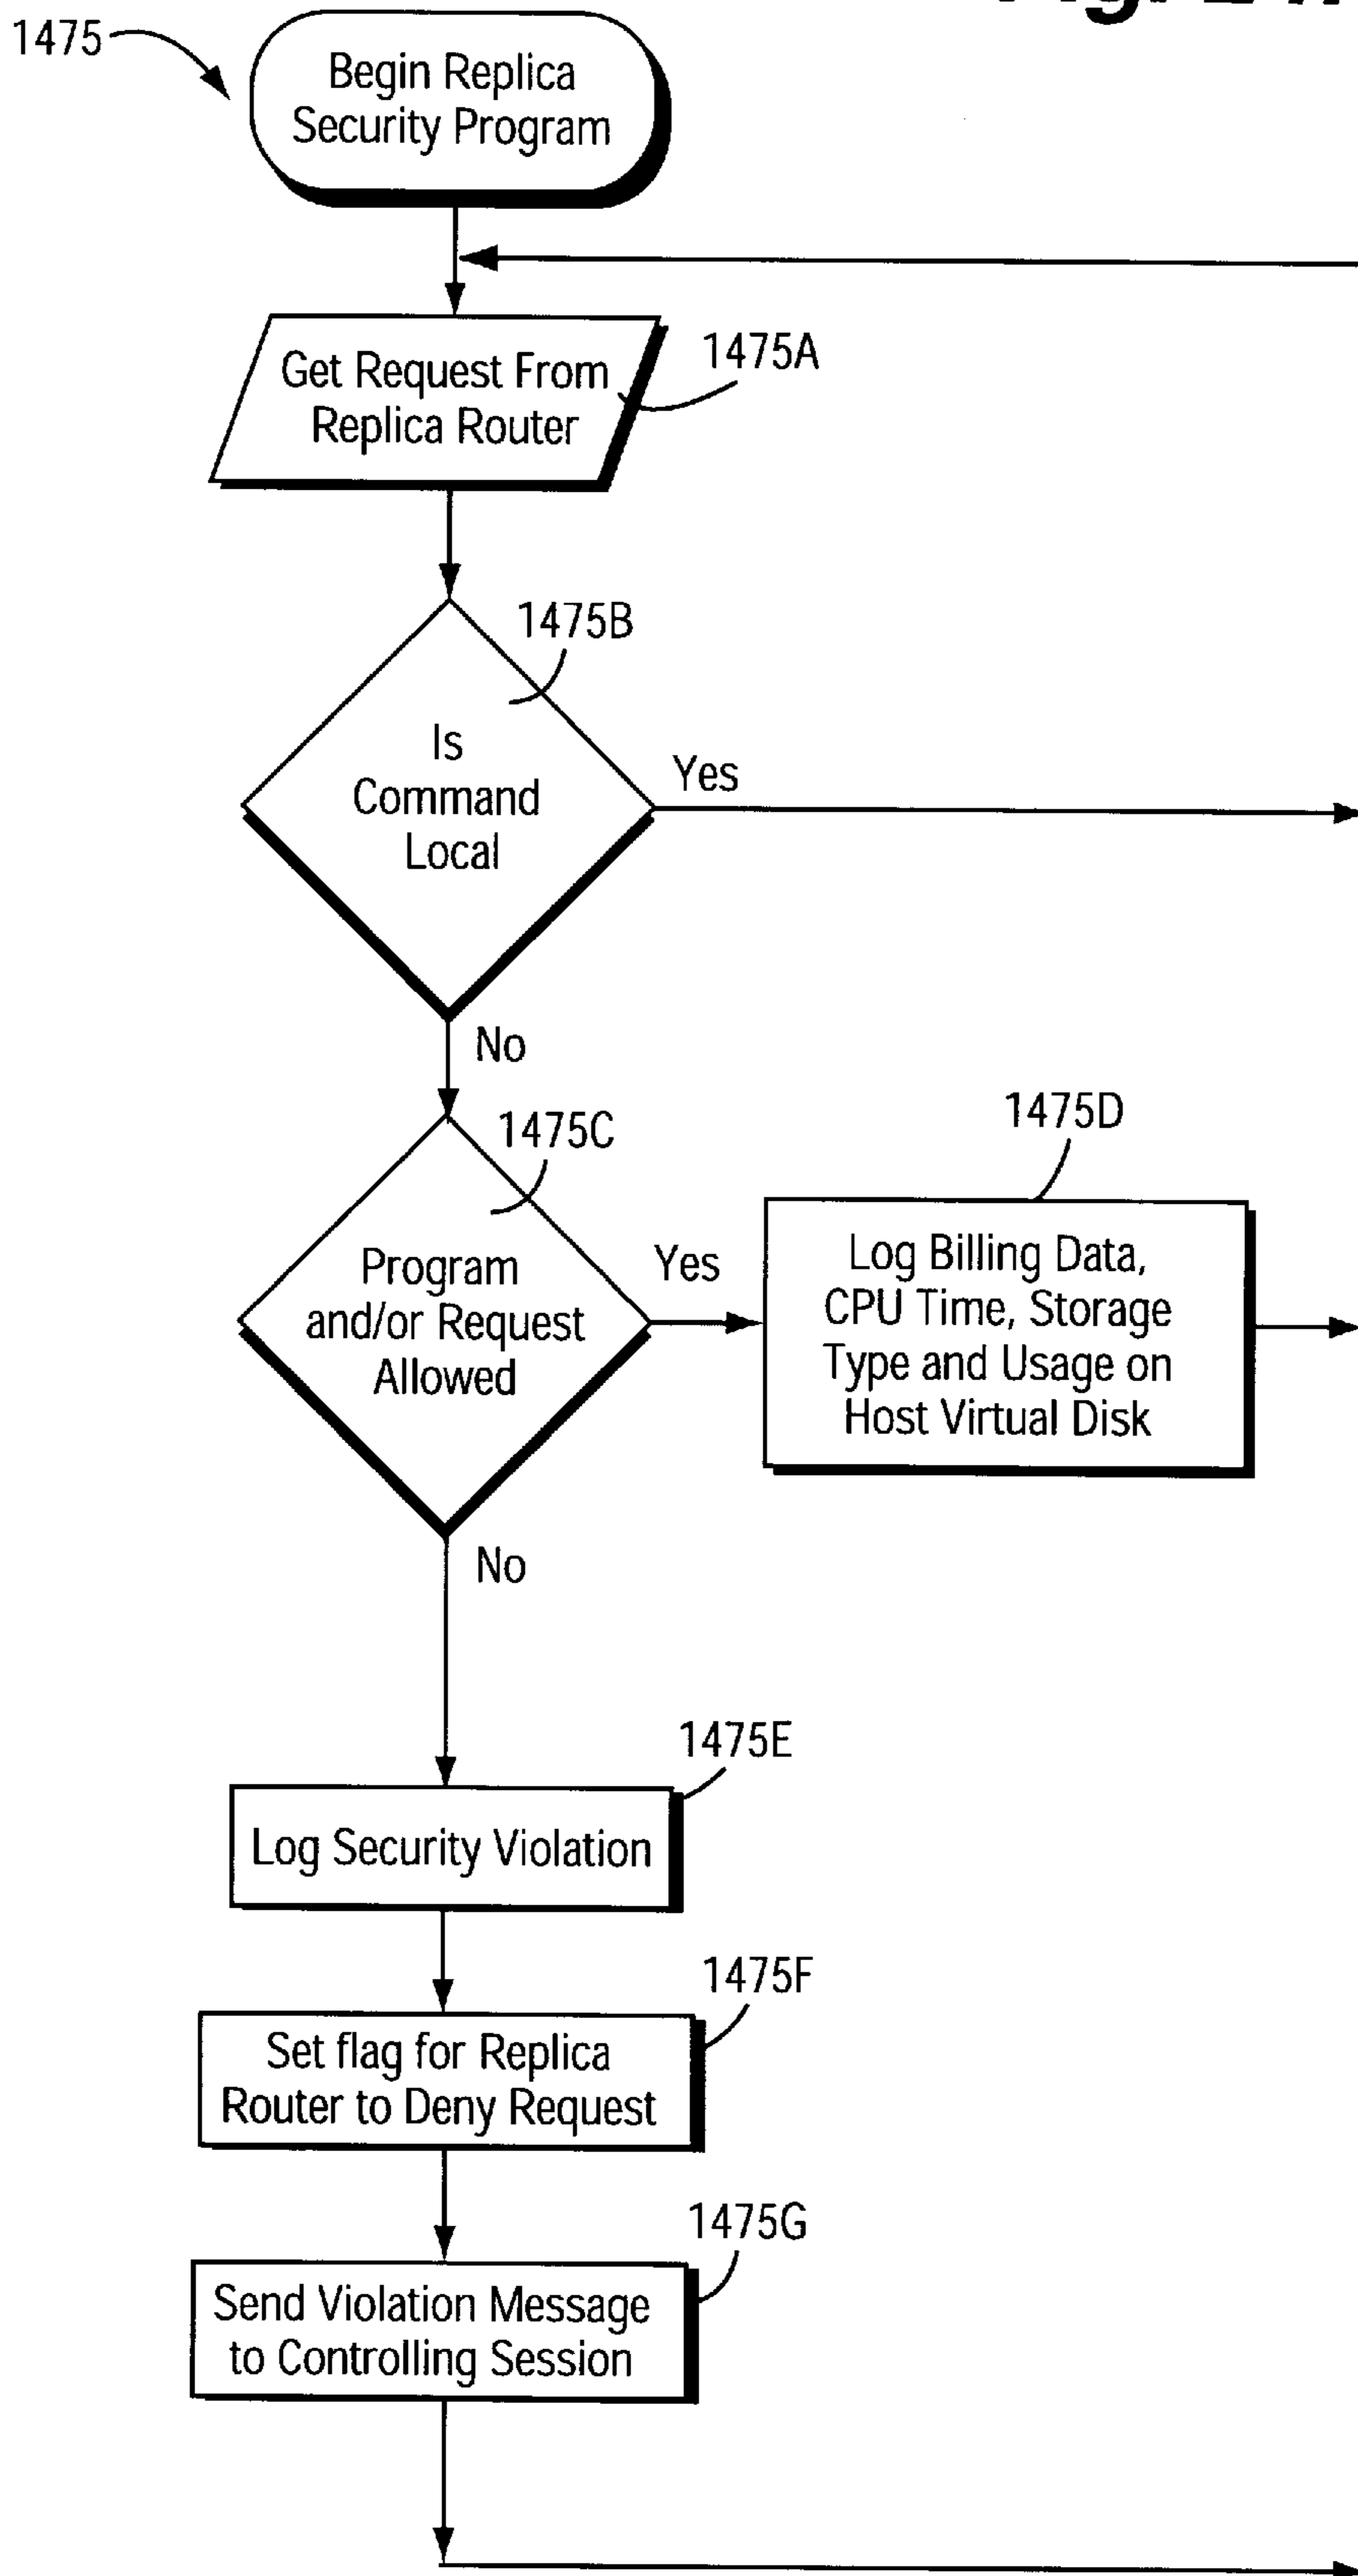 1475
Begin Replica
Security Program
Get Request From
Replica Router
1475A
1475B
Is
Command
Local
Yes
No
1475C
Program
and/or Request
Allowed
Yes
1475D
Log Billing Data,
CPU Time, Storage
Type and Usage on
Host Virtual Disk
No
1475E
Log Security Violation
1475F
Set flag for Replica
Router to Deny Request
1475G
Send Violation Message
to Controlling Session